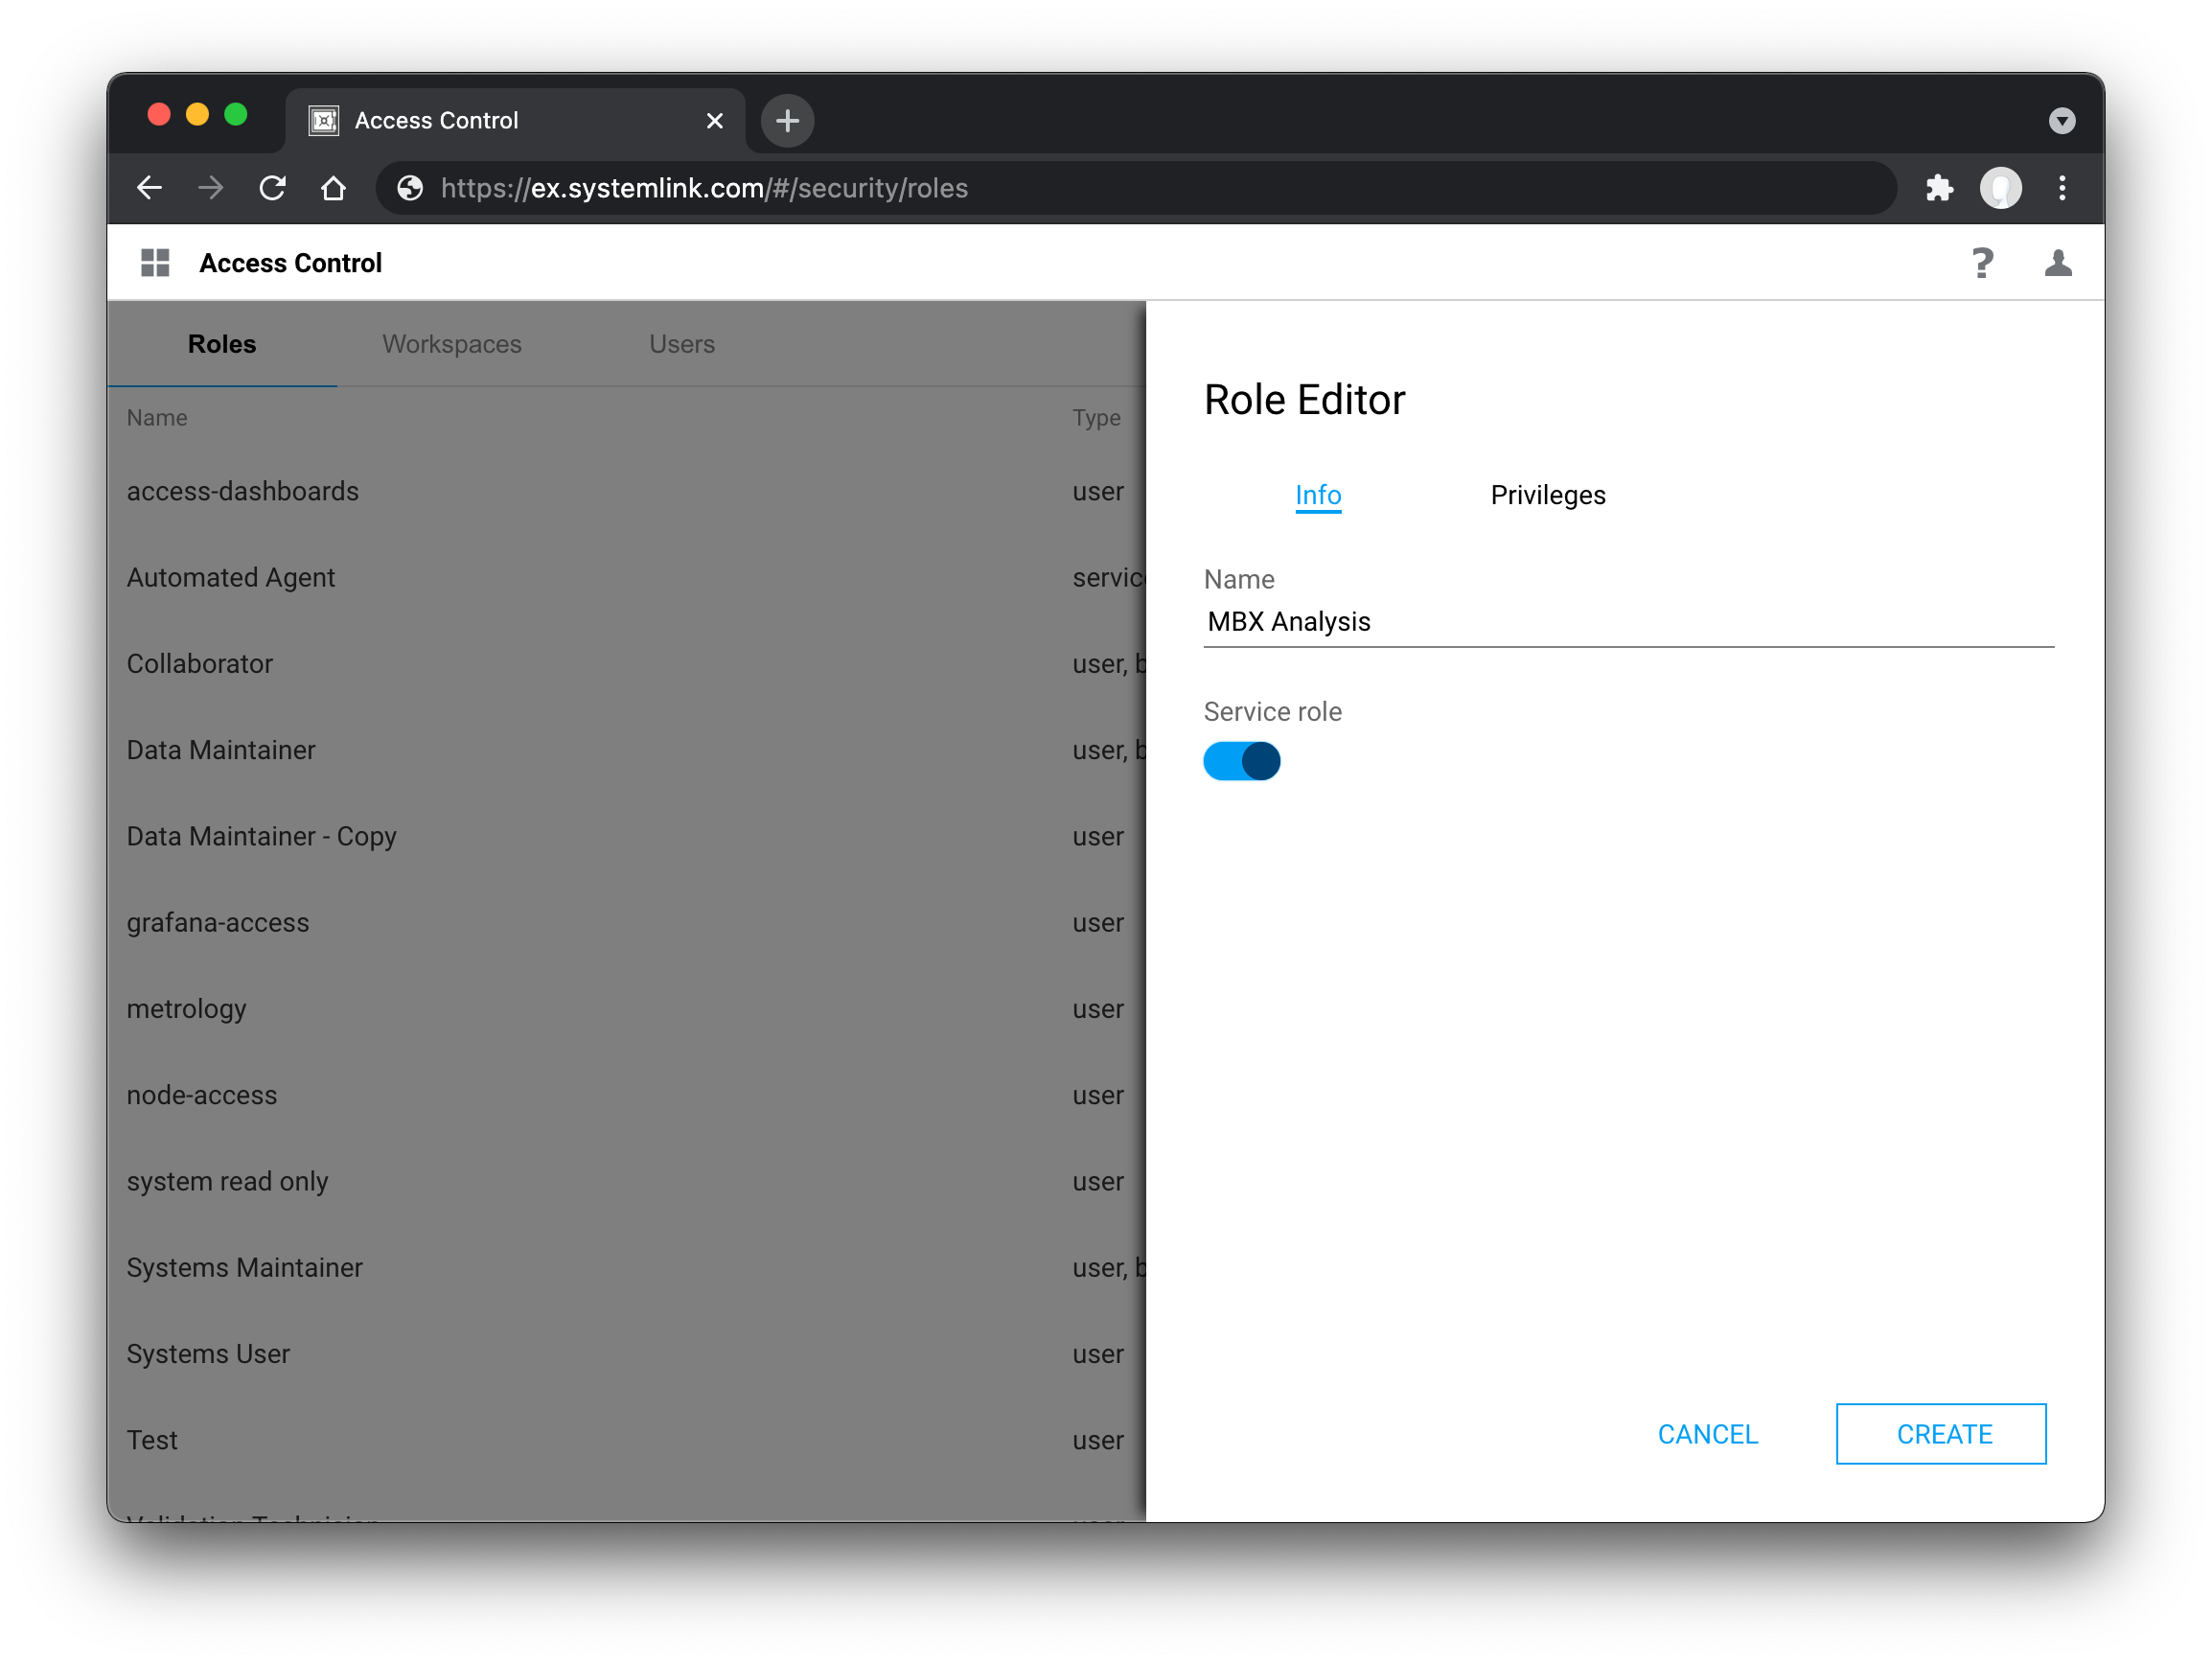 Access Control
https://ex.systemlink.com/#/security/roles
Access Control
Roles Workspaces Users
Name Type
access-dashboards user
Automated Agent
Collaborator user,
Data Maintainer user,
Data Maintainer - Copy user
grafana-access user
metrology user
node-access user
system read only user
Systems Maintainer user,
Systems User user
Test user
Role Editor
Info Privileges
Name
MBX Analysis
Service role
CANCEL CREATE